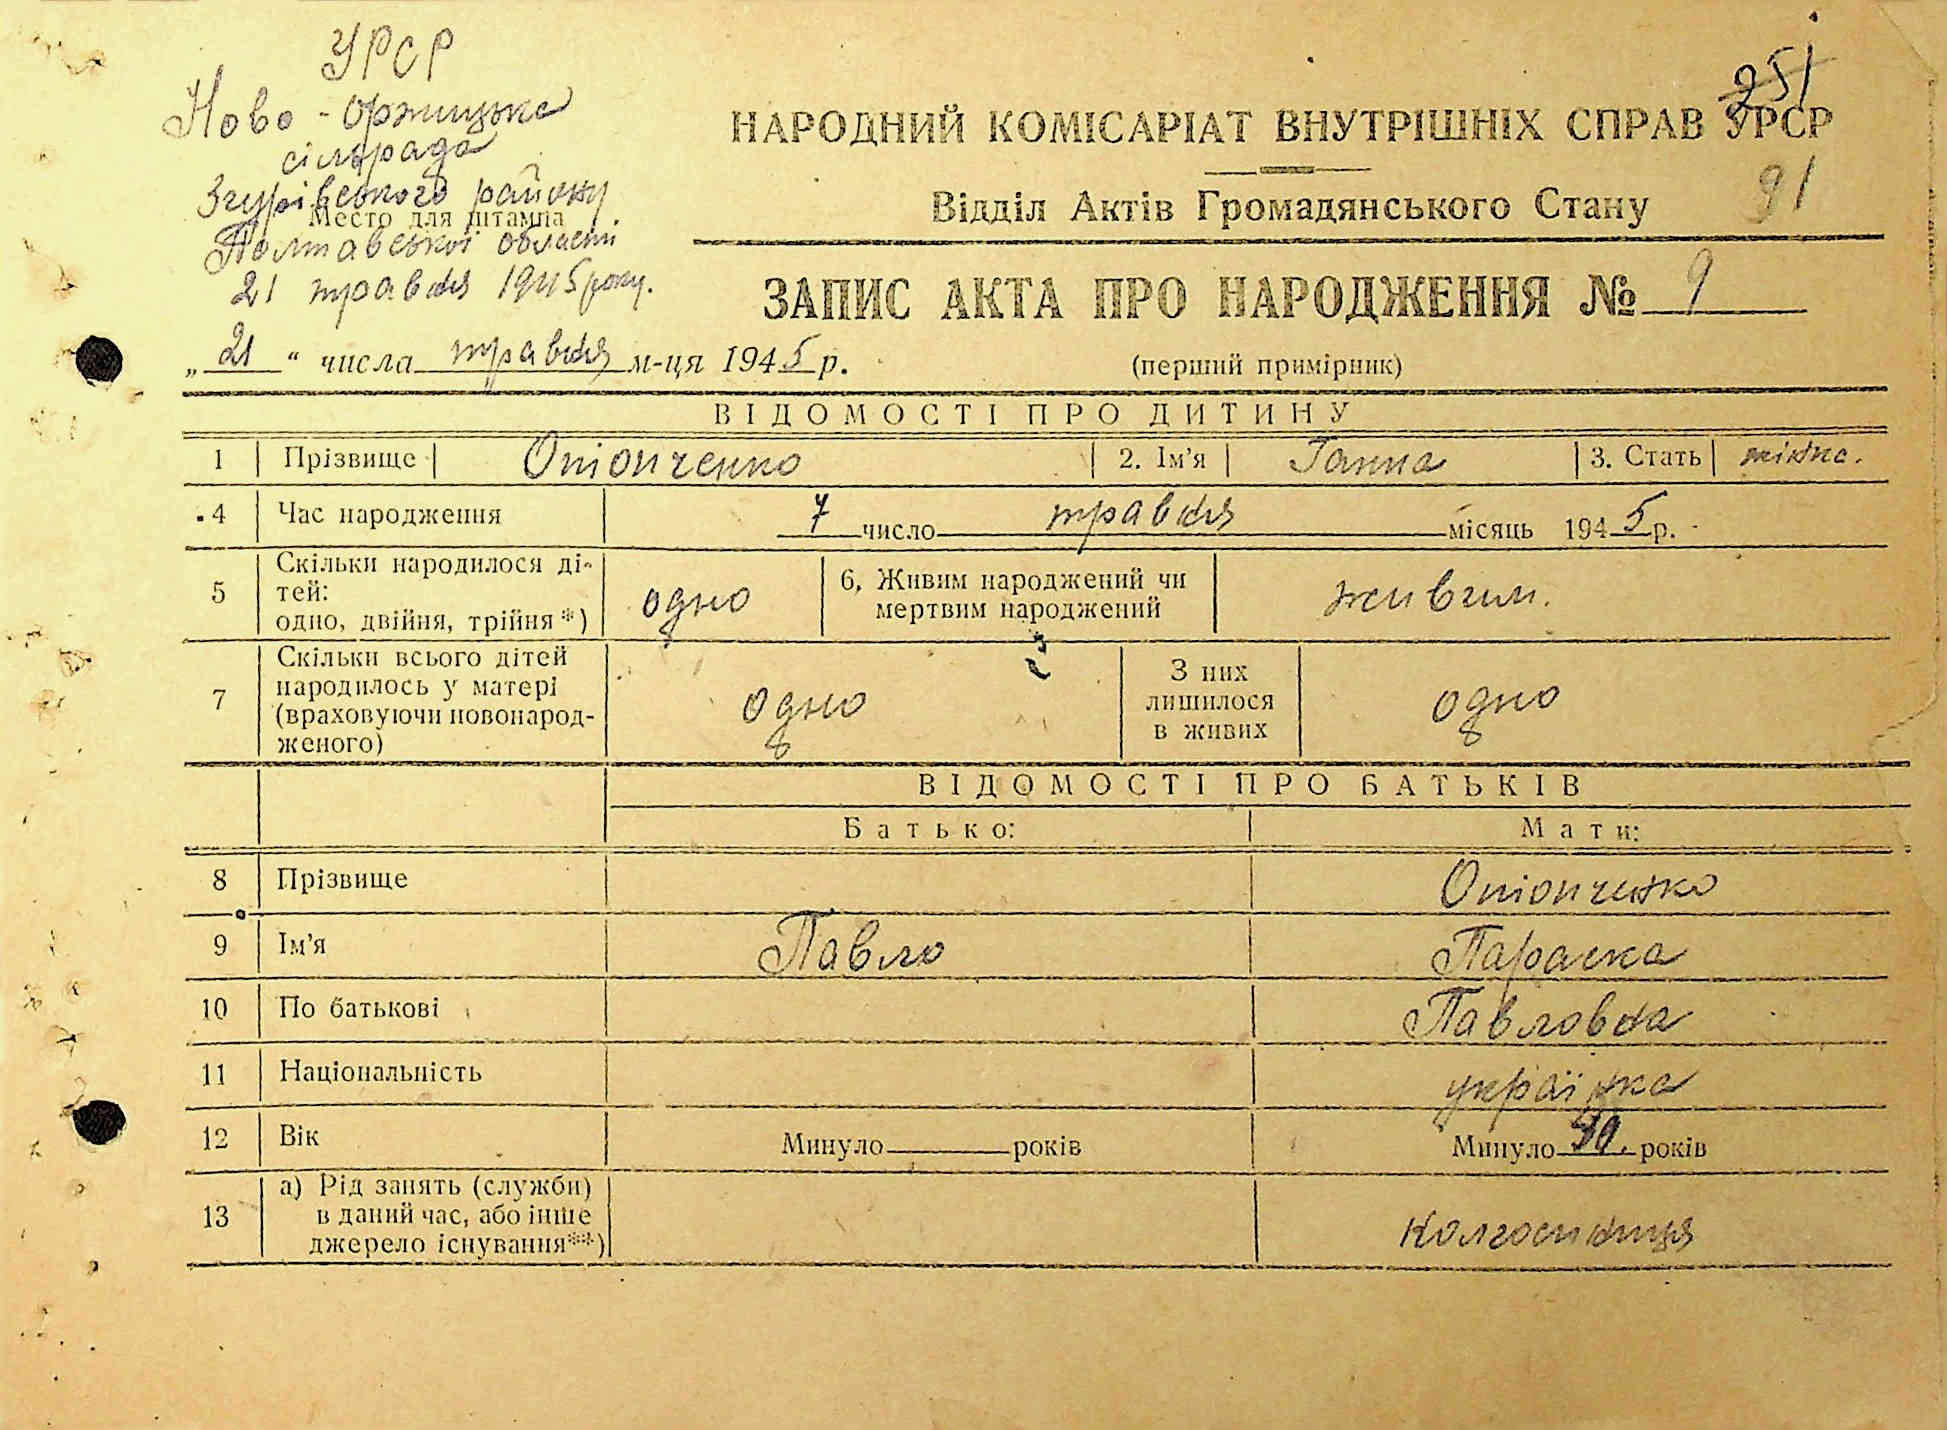 УРСР
Ново-Оржицька
сільрада
Згурівського району
Место для штампа
Полтавської області
21 травня 1945 року.
251
НАРОДНИЙ КОМІСАРІАТ ВНУТРІШНІХ СПРАВ УРСР
91
Відділ Актів Громадянського Стану
ЗАПИС АКТА ПРО НАРОДЖЕННЯ № 9
„21“ числа травня м-ця 1945 р.
(перший примірник)
ВІДОМОСТІ ПРО ДИТИНУ
1 Прізвище Опіонченко 2. Ім'я Ганна 3. Стать жіноча.
4 Час народження 7 число травня місяць 1945 р.
5 Скільки народилося дітей: одно, двійня, трійня*) одно 6. Живим народжений чи мертвим народжений живим.
7 Скільки всього дітей народилось у матері (враховуючи новонародженого) одно З них лишилося в живих одно
ВІДОМОСТІ ПРО БАТЬКІВ
Батько: Мати:
8 Прізвище Опіонченко
9 Ім'я Павло Параска
10 По батькові Павловна
11 Національність українка
12 Вік Минуло років Минуло 30. років
13 а) Рід занять (служби) в даний час, або інше джерело існування**) колгоспниця